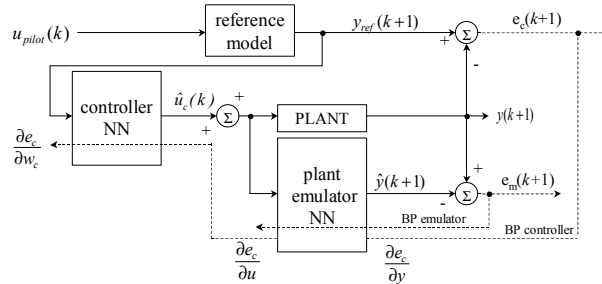 u_pilot(k)
reference
model
y_ref(k+1)
+
Σ
e_c(k+1)
-
controller
NN
û_c(k)
+
+
Σ
PLANT
y(k+1)
∂e_c
∂w_c
plant
emulator
NN
ŷ(k+1)
+
-
Σ
e_m(k+1)
BP emulator
BP controller
∂e_c
∂u
∂e_c
∂y